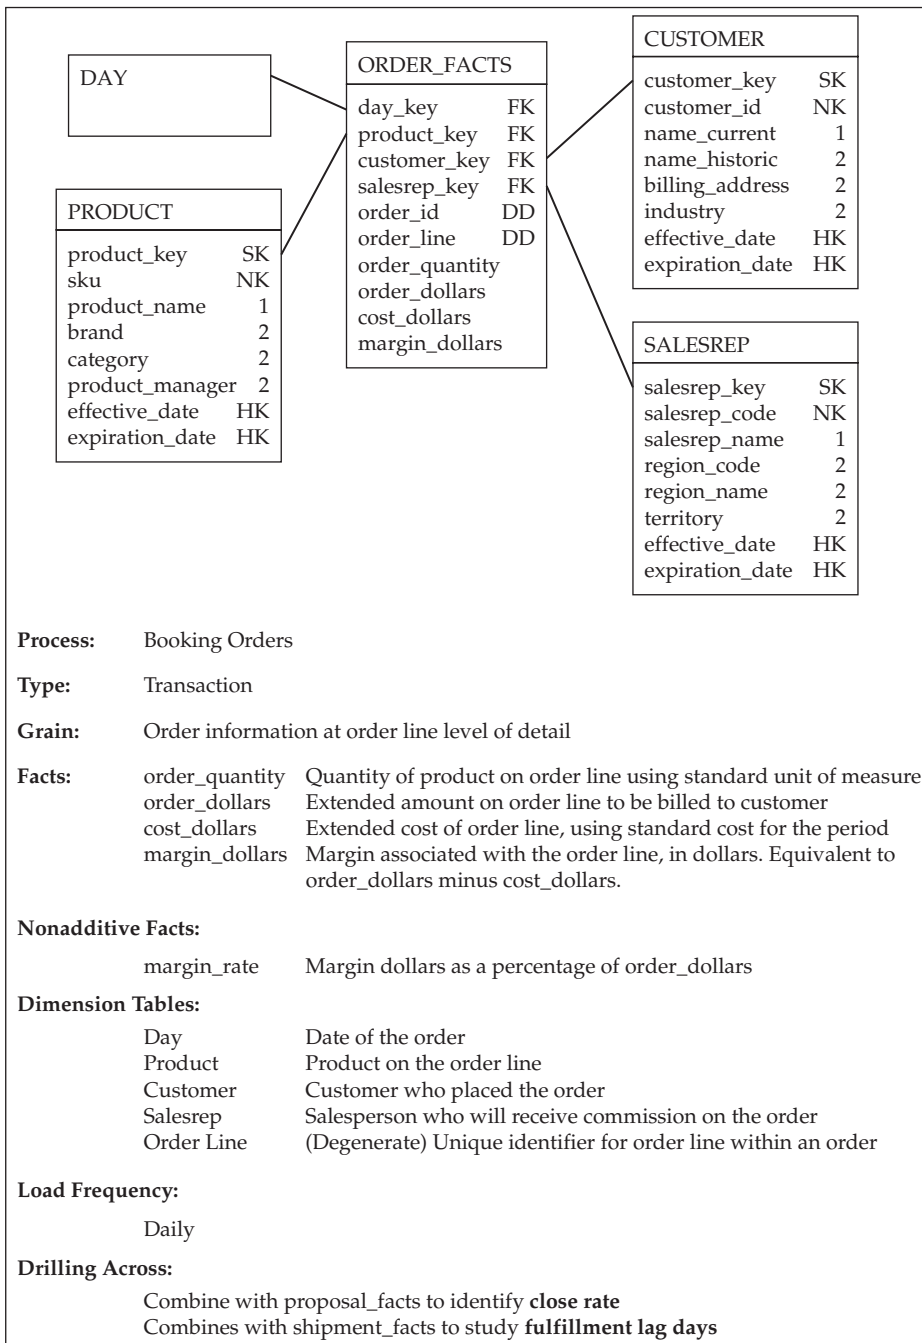 DAY
ORDER_FACTS
day_key FK
product_key FK
customer_key FK
salesrep_key FK
order_id DD
order_line DD
order_quantity
order_dollars
cost_dollars
margin_dollars
CUSTOMER
customer_key SK
customer_id NK
name_current 1
name_historic 2
billing_address 2
industry 2
effective_date HK
expiration_date HK
PRODUCT
product_key SK
sku NK
product_name 1
brand 2
category 2
product_manager 2
effective_date HK
expiration_date HK
SALESREP
salesrep_key SK
salesrep_code NK
salesrep_name 1
region_code 2
region_name 2
territory 2
effective_date HK
expiration_date HK
Process: Booking Orders
Type: Transaction
Grain: Order information at order line level of detail
Facts: order_quantity Quantity of product on order line using standard unit of measure
order_dollars Extended amount on order line to be billed to customer
cost_dollars Extended cost of order line, using standard cost for the period
margin_dollars Margin associated with the order line, in dollars. Equivalent to
order_dollars minus cost_dollars.
Nonadditive Facts:
margin_rate Margin dollars as a percentage of order_dollars
Dimension Tables:
Day Date of the order
Product Product on the order line
Customer Customer who placed the order
Salesrep Salesperson who will receive commission on the order
Order Line (Degenerate) Unique identifier for order line within an order
Load Frequency:
Daily
Drilling Across:
Combine with proposal_facts to identify close rate
Combines with shipment_facts to study fulfillment lag days